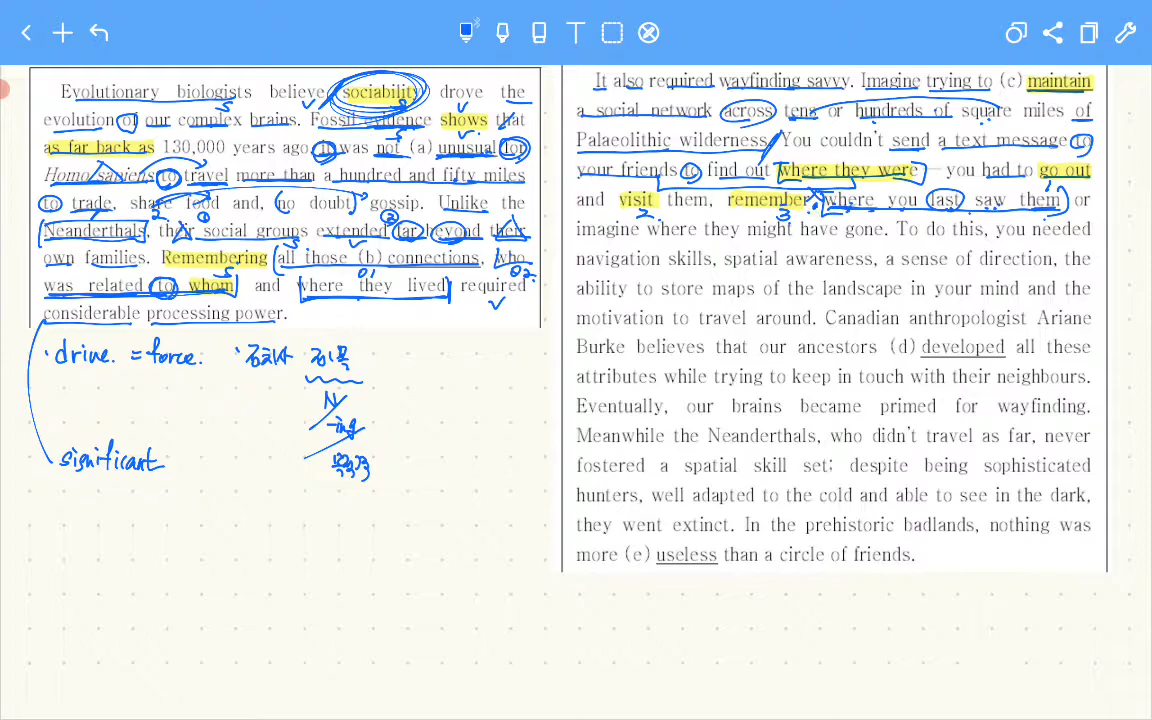 Evolutionary biologists believe sociability drove the
evolution of our complex brains. Fossil evidence shows that
as far back as 130,000 years ago, it was not (a) unusual for
Homo sapiens to travel more than a hundred and fifty miles
to trade, share food and, no doubt, gossip. Unlike the
Neanderthals, their social groups extended far beyond their
own families. Remembering all those (b) connections, who
was related to whom and where they lived required
considerable processing power.
drive. = force.
significant
N
-ing
It also required wayfinding savvy. Imagine trying to (c) maintain
a social network across tens or hundreds of square miles of
Palaeolithic wilderness. You couldn't send a text message to
your friends to find out where they were — you had to go out
and visit them, remember where you last saw them or
imagine where they might have gone. To do this, you needed
navigation skills, spatial awareness, a sense of direction, the
ability to store maps of the landscape in your mind and the
motivation to travel around. Canadian anthropologist Ariane
Burke believes that our ancestors (d) developed all these
attributes while trying to keep in touch with their neighbours.
Eventually, our brains became primed for wayfinding.
Meanwhile the Neanderthals, who didn't travel as far, never
fostered a spatial skill set; despite being sophisticated
hunters, well adapted to the cold and able to see in the dark,
they went extinct. In the prehistoric badlands, nothing was
more (e) useless than a circle of friends.